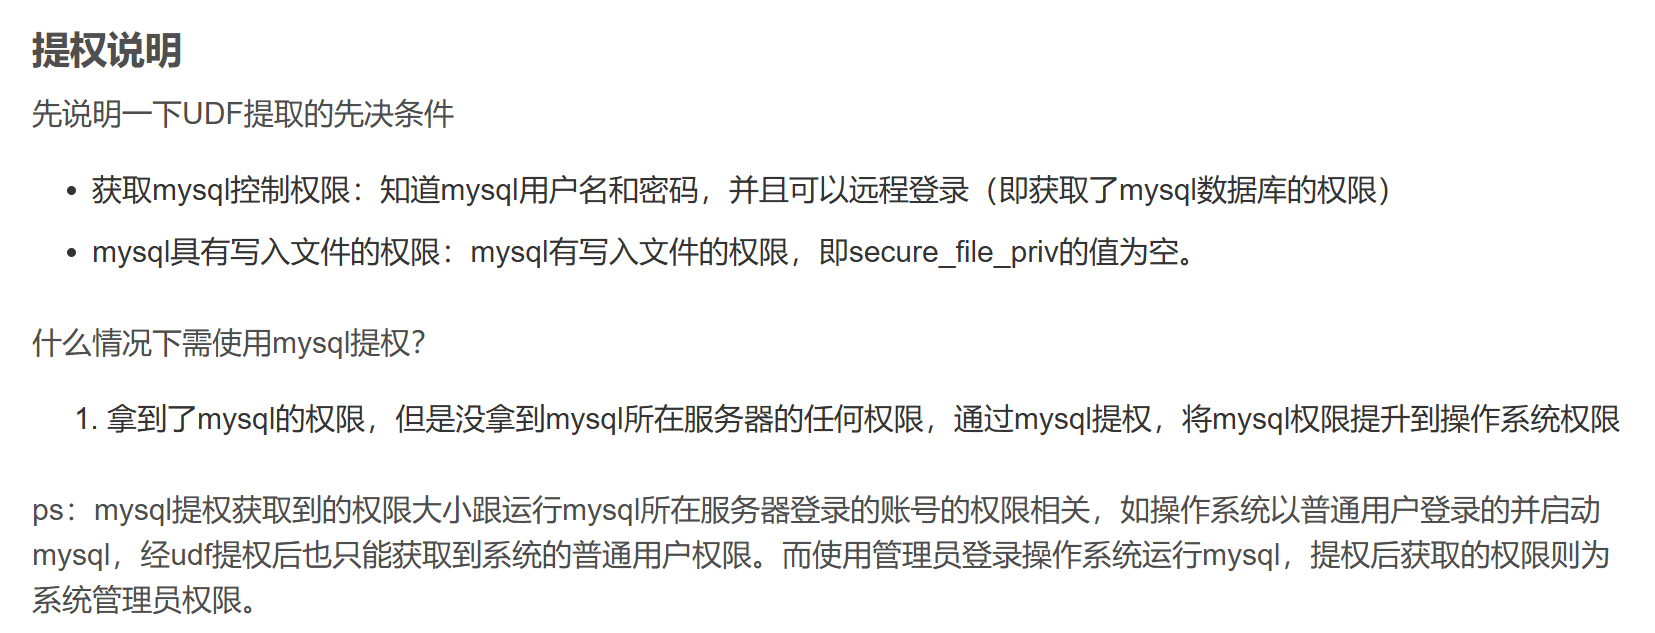 提权说明
先说明一下UDF提取的先决条件
• 获取mysql控制权限：知道mysql用户名和密码，并且可以远程登录（即获取了mysql数据库的权限）
• mysql具有写入文件的权限：mysql有写入文件的权限，即secure_file_priv的值为空。
什么情况下需使用mysql提权？
1. 拿到了mysql的权限，但是没拿到mysql所在服务器的任何权限，通过mysql提权，将mysql权限提升到操作系统权限
ps：mysql提权获取到的权限大小跟运行mysql所在服务器登录的账号的权限相关，如操作系统以普通用户登录的并启动
mysql，经udf提权后也只能获取到系统的普通用户权限。而使用管理员登录操作系统运行mysql，提权后获取的权限则为
系统管理员权限。